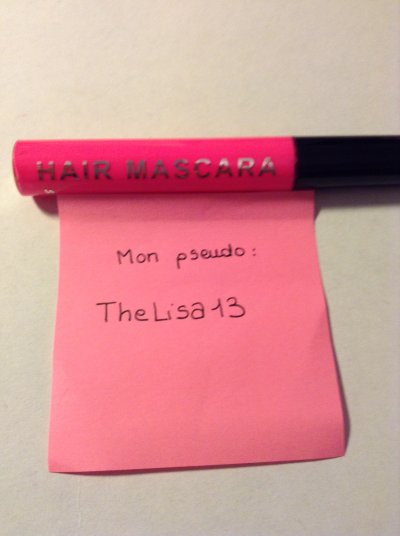 HAIR MASCARA
Mon pseudo:
TheLisa13